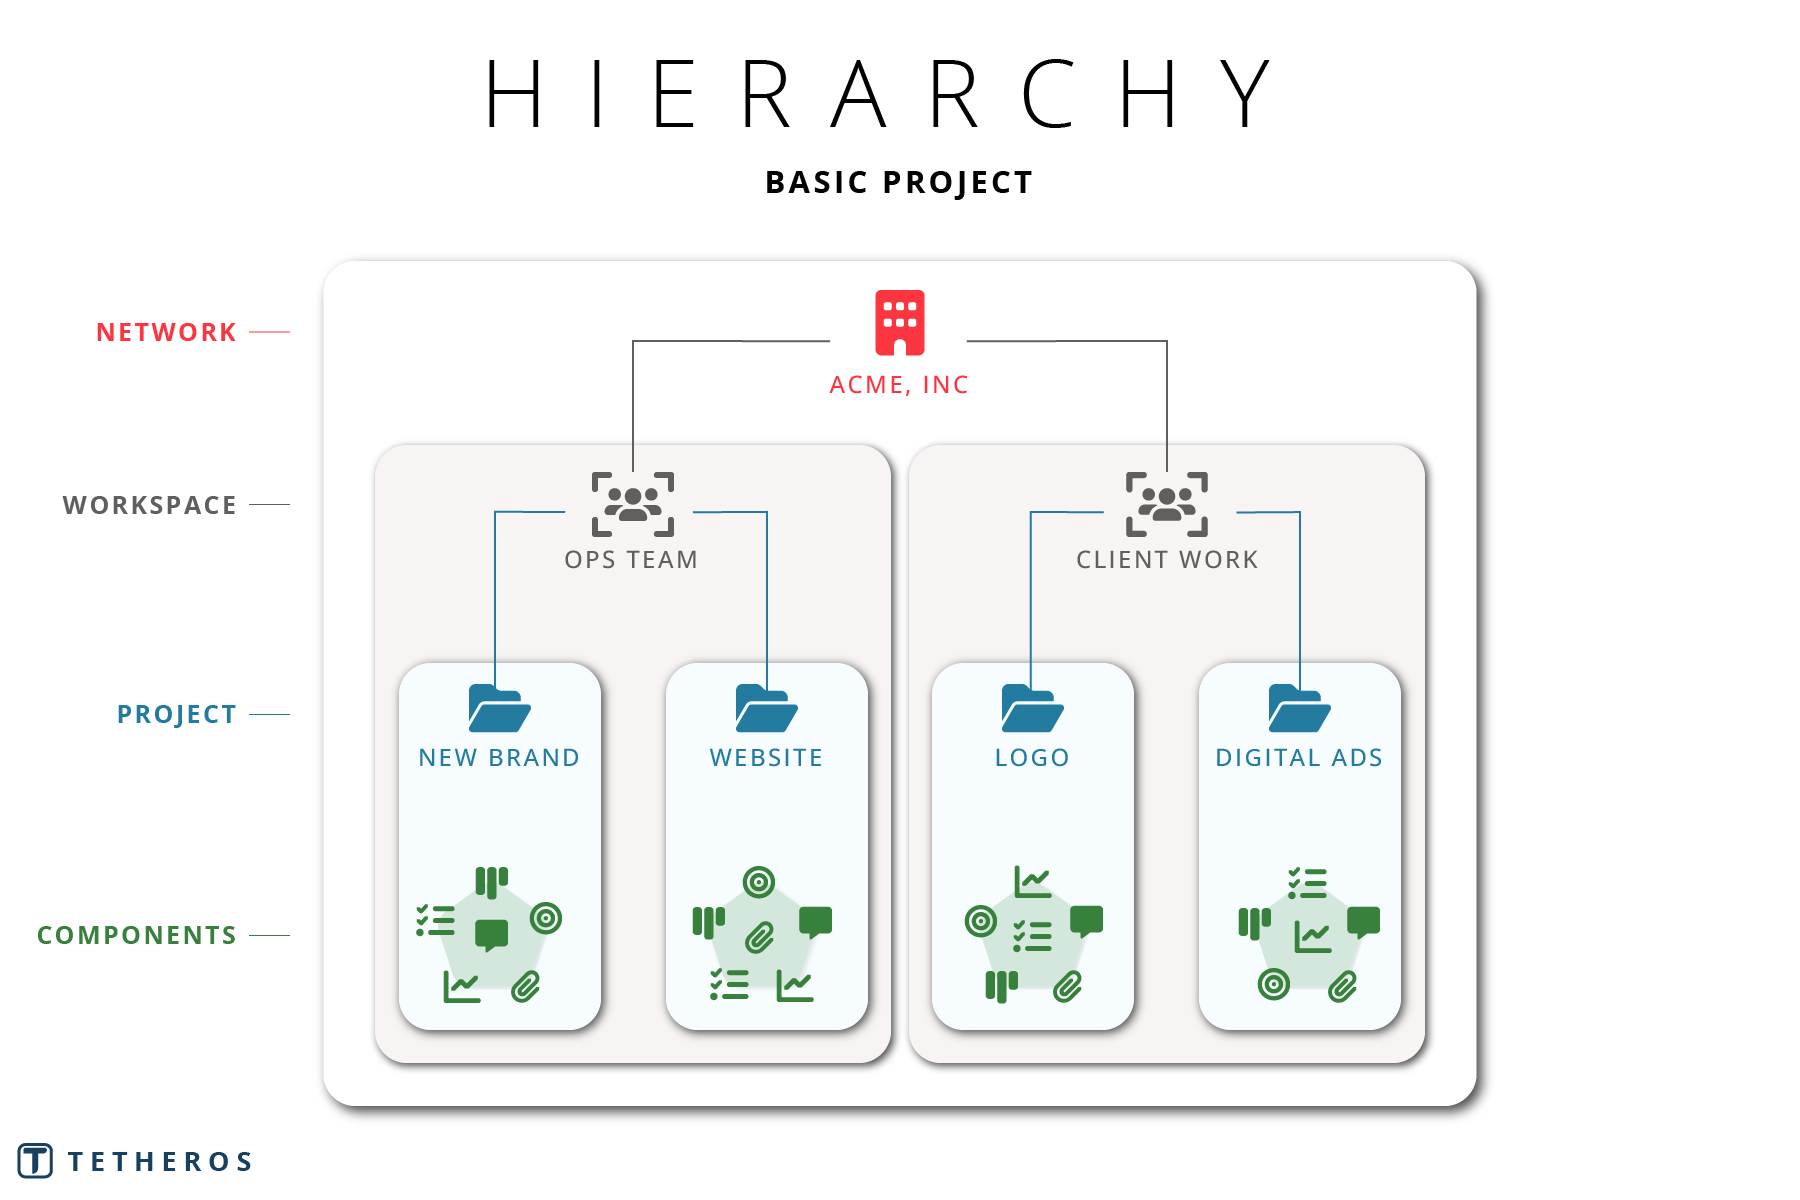 HIERARCHY
BASIC PROJECT
NETWORK
ACME, INC
WORKSPACE
OPS TEAM
CLIENT WORK
PROJECT
NEW BRAND
WEBSITE
LOGO
DIGITAL ADS
COMPONENTS
T TETHEROS